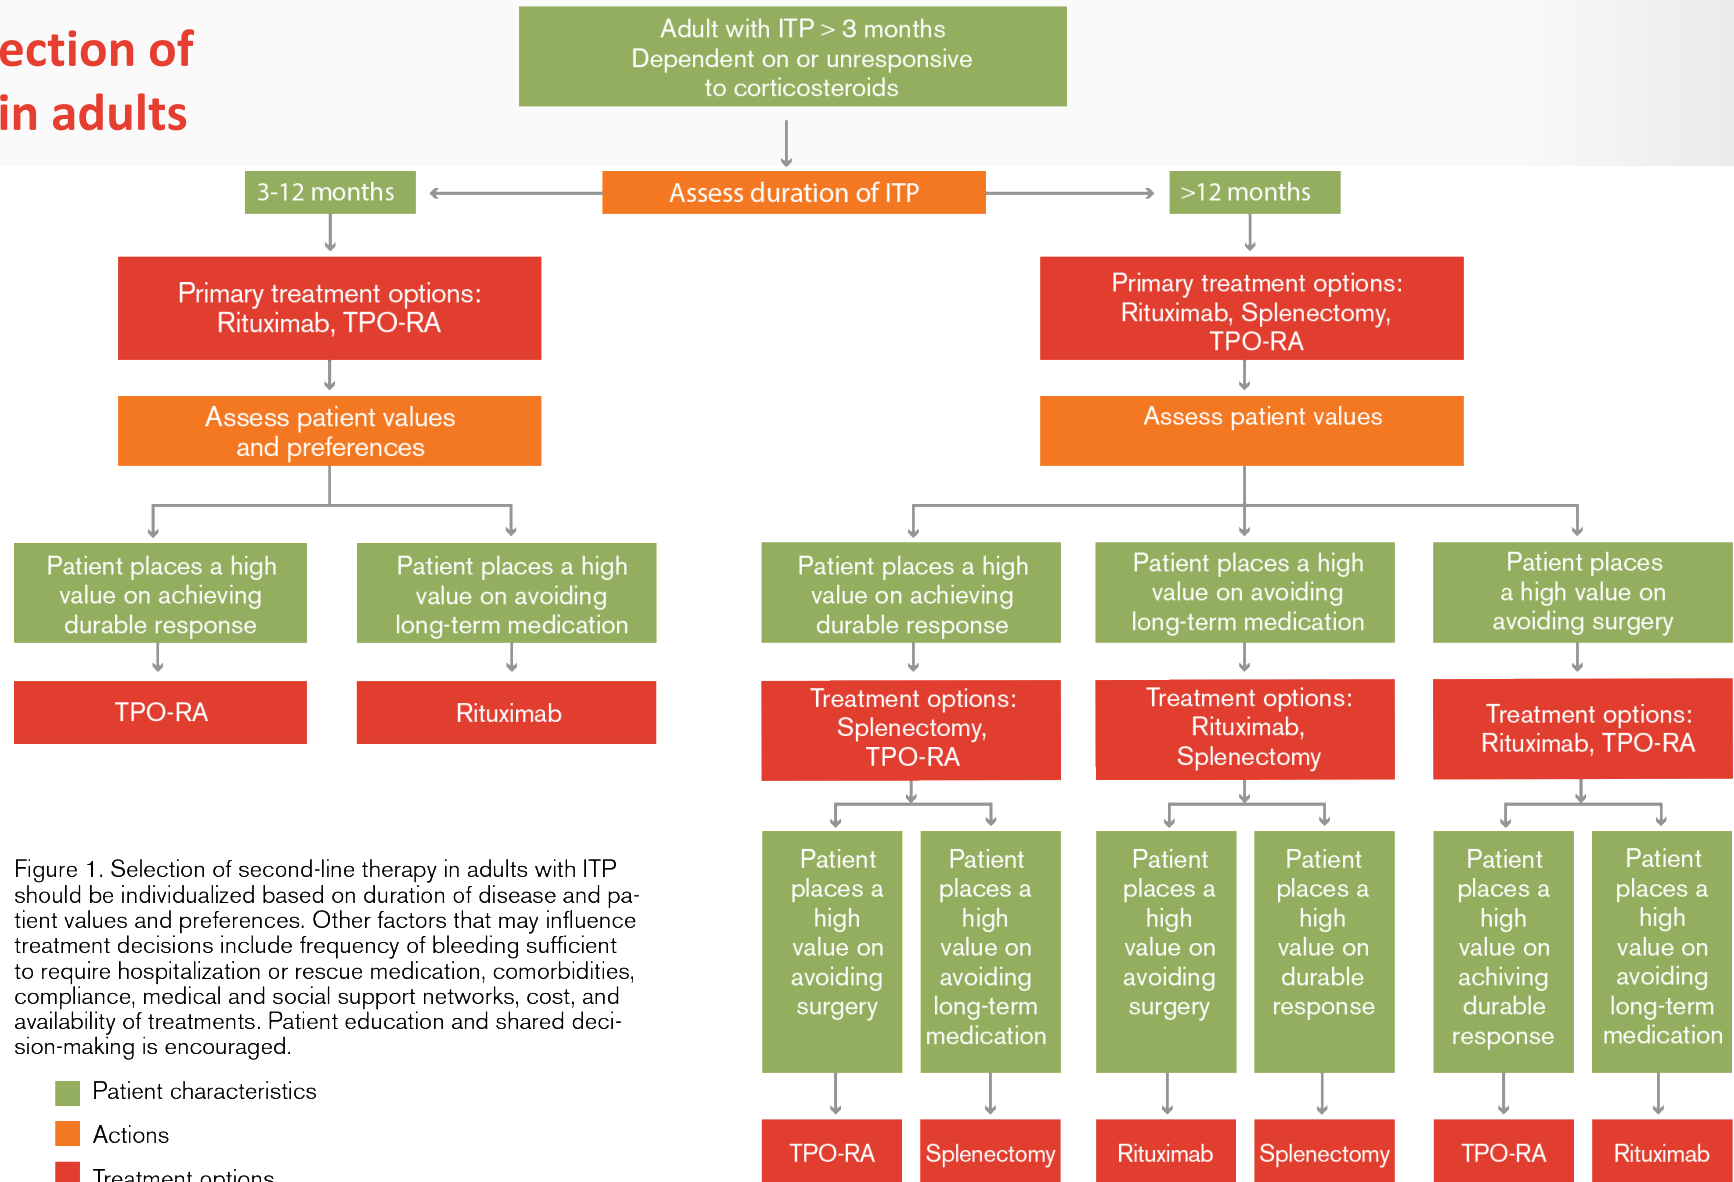 ection of
in adults
Adult with ITP > 3 months
Dependent on or unresponsive
to corticosteroids
3-12 months
Assess duration of ITP
>12 months
Primary treatment options:
Rituximab, TPO-RA
Primary treatment options:
Rituximab, Splenectomy,
TPO-RA
Assess patient values
and preferences
Assess patient values
Patient places a high
value on achieving
durable response
Patient places a high
value on avoiding
long-term medication
Patient places a high
value on achieving
durable response
Patient places a high
value on avoiding
long-term medication
Patient places
a high value on
avoiding surgery
TPO-RA
Rituximab
Treatment options:
Splenectomy,
TPO-RA
Treatment options:
Rituximab,
Splenectomy
Treatment options:
Rituximab, TPO-RA
Patient
places a
high
value on
avoiding
surgery
Patient
places a
high
value on
avoiding
long-term
medication
Patient
places a
high
value on
avoiding
surgery
Patient
places a
high
value on
durable
response
Patient
places a
high
value on
achiving
durable
response
Patient
places a
high
value on
avoiding
long-term
medication
TPO-RA
Splenectomy
Rituximab
Splenectomy
TPO-RA
Rituximab
Figure 1. Selection of second-line therapy in adults with ITP
should be individualized based on duration of disease and pa-
tient values and preferences. Other factors that may influence
treatment decisions include frequency of bleeding sufficient
to require hospitalization or rescue medication, comorbidities,
compliance, medical and social support networks, cost, and
availability of treatments. Patient education and shared deci-
sion-making is encouraged.
Patient characteristics
Actions
Treatment options